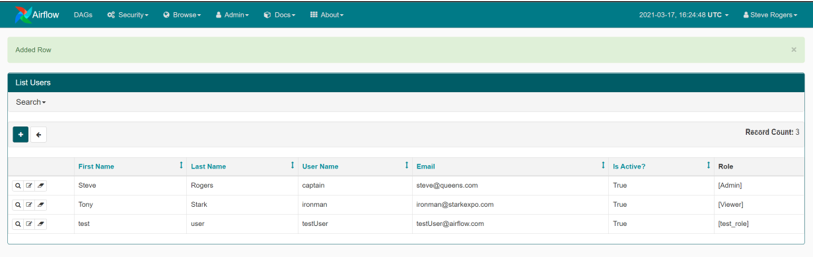 Airflow DAGs Security Browse Admin Docs About 2021-03-17, 16:24:48 UTC Steve Rogers
Added Row ×
List Users
Search
+ Record Count: 3
First Name Last Name User Name Email Is Active? Role
Steve Rogers captain steve@queens.com True [Admin]
Tony Stark ironman ironman@starkexpo.com True [Viewer]
test user testUser testUser@airflow.com True [test_role]